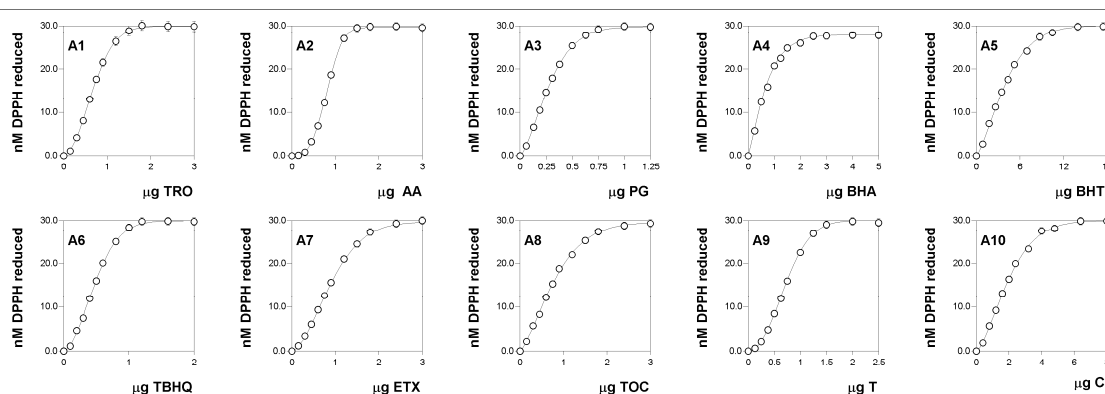 A1
nM DPPH reduced
30.0
20.0
10.0
0.0
0 1 2 3
μg TRO
A2
nM DPPH reduced
30.0
20.0
10.0
0.0
0 1 2 3
μg AA
A3
nM DPPH reduced
30.0
20.0
10.0
0.0
0 0.25 0.5 0.75 1 1.25
μg PG
A4
nM DPPH reduced
30.0
20.0
10.0
0.0
0 1 2 3 4 5
μg BHA
A5
nM DPPH reduced
30.0
20.0
10.0
0.0
0 6 12
μg BHT
A6
nM DPPH reduced
30.0
20.0
10.0
0.0
0 1 2
μg TBHQ
A7
nM DPPH reduced
30.0
20.0
10.0
0.0
0 1 2 3
μg ETX
A8
nM DPPH reduced
30.0
20.0
10.0
0.0
0 1 2 3
μg TOC
A9
nM DPPH reduced
30.0
20.0
10.0
0.0
0 0.5 1 1.5 2 2.5
μg T
A10
nM DPPH reduced
30.0
20.0
10.0
0.0
0 2 4 6
μg C